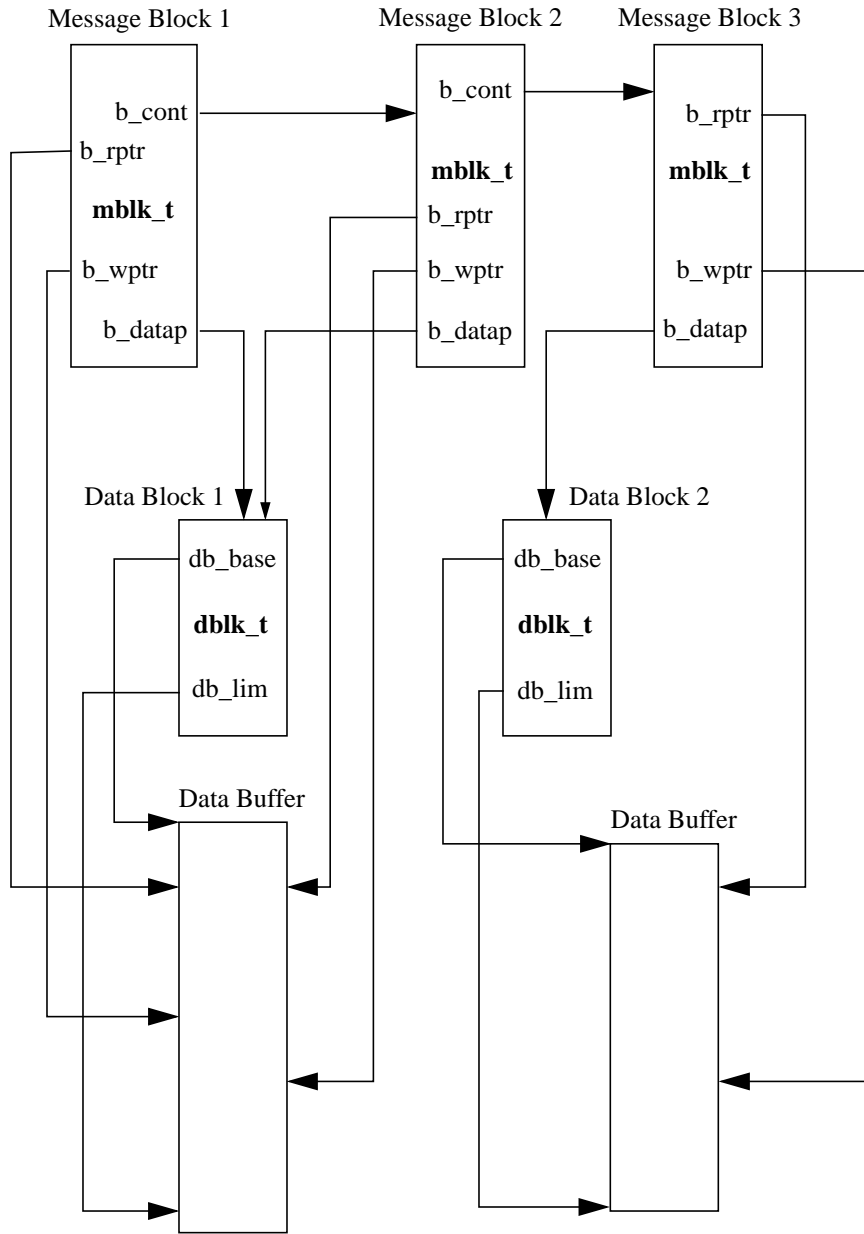 Message Block 1
Message Block 2
Message Block 3
b_cont
b_rptr
mblk_t
b_wptr
b_datap
b_cont
mblk_t
b_rptr
b_wptr
b_datap
b_rptr
mblk_t
b_wptr
b_datap
Data Block 1
db_base
dblk_t
db_lim
Data Block 2
db_base
dblk_t
db_lim
Data Buffer
Data Buffer